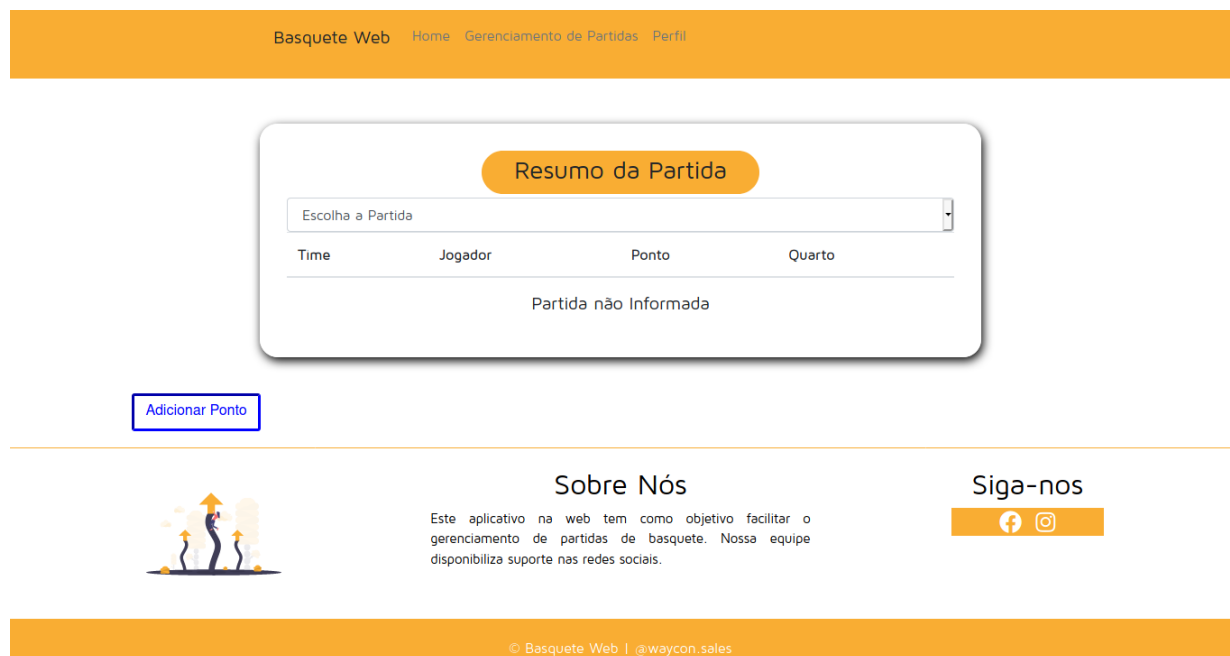 Basquete Web Home Gerenciamento de Partidas Perfil
Resumo da Partida
Escolha a Partida
Time Jogador Ponto Quarto
Partida não Informada
Adicionar Ponto
Sobre Nós
Este aplicativo na web tem como objetivo facilitar o
gerenciamento de partidas de basquete. Nossa equipe
disponibiliza suporte nas redes sociais.
Siga-nos
© Basquete Web | @waycon.sales